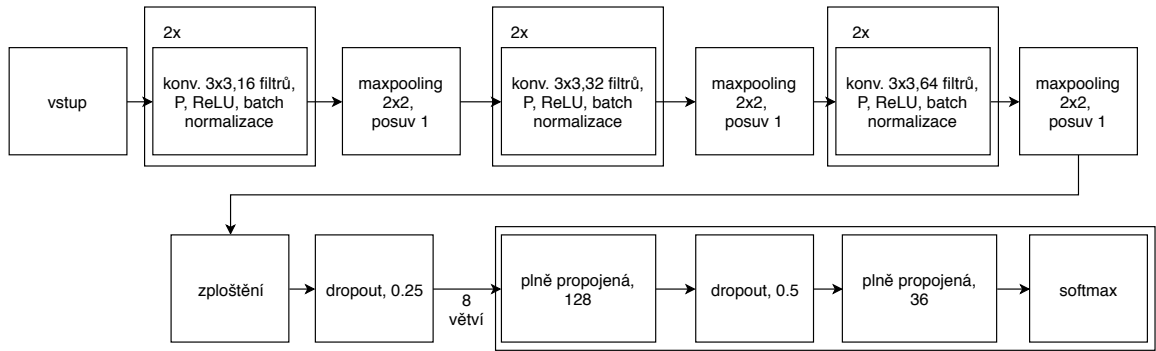 vstup
2x
konv. 3x3,16 filtrů,
P, ReLU, batch
normalizace
maxpooling
2x2,
posuv 1
2x
konv. 3x3,32 filtrů,
P, ReLU, batch
normalizace
maxpooling
2x2,
posuv 1
2x
konv. 3x3,64 filtrů,
P, ReLU, batch
normalizace
maxpooling
2x2,
posuv 1
zploštění
dropout, 0.25
8
větví
plně propojená,
128
dropout, 0.5
plně propojená,
36
softmax